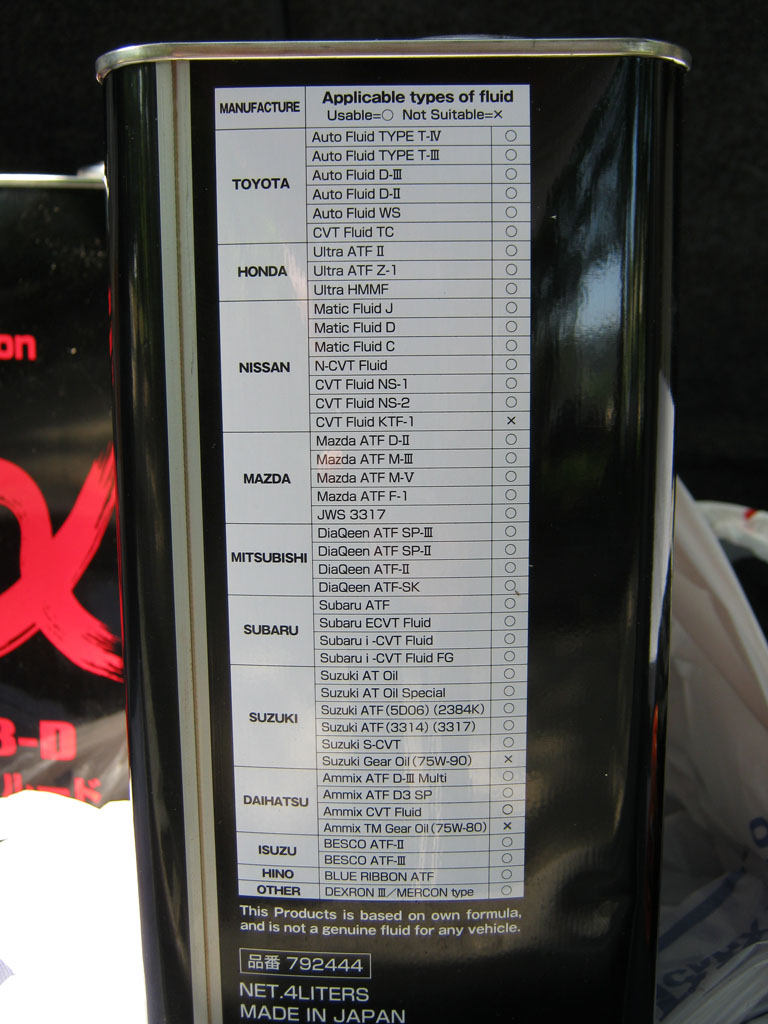 MANUFACTURE Applicable types of fluid
Usable=○ Not Suitable=×
TOYOTA
Auto Fluid TYPE T-Ⅳ ○
Auto Fluid TYPE T-Ⅲ ○
Auto Fluid D-Ⅲ ○
Auto Fluid D-Ⅱ ○
Auto Fluid WS ○
CVT Fluid TC ○
HONDA
Ultra ATF Ⅱ ○
Ultra ATF Z-1 ○
Ultra HMMF ○
NISSAN
Matic Fluid J ○
Matic Fluid D ○
Matic Fluid C ○
N-CVT Fluid ○
CVT Fluid NS-1 ○
CVT Fluid NS-2 ○
CVT Fluid KTF-1 ×
MAZDA
Mazda ATF D-Ⅱ ○
Mazda ATF M-Ⅲ ○
Mazda ATF M-V ○
Mazda ATF F-1 ○
JWS 3317 ○
MITSUBISHI
DiaQeen ATF SP-Ⅲ ○
DiaQeen ATF SP-Ⅱ ○
DiaQeen ATF-Ⅱ ○
DiaQeen ATF-SK ○
SUBARU
Subaru ATF ○
Subaru ECVT Fluid ○
Subaru i -CVT Fluid ○
Subaru i -CVT Fluid FG ○
SUZUKI
Suzuki AT Oil ○
Suzuki AT Oil Special ○
Suzuki ATF (5D06) (2384K) ○
Suzuki ATF (3314) (3317) ○
Suzuki S-CVT ○
Suzuki Gear Oil (75W-90) ×
DAIHATSU
Ammix ATF D-Ⅲ Multi ○
Ammix ATF D3 SP ○
Ammix CVT Fluid ○
Ammix TM Gear Oil (75W-80) ×
ISUZU
BESCO ATF-Ⅱ ○
BESCO ATF-Ⅲ ○
HINO BLUE RIBBON ATF ○
OTHER DEXRON Ⅲ／MERCON type ○
This Products is based on own formula,
and is not a genuine fluid for any vehicle.
品番 792444
NET.4LITERS
MADE IN JAPAN
on
α
-D